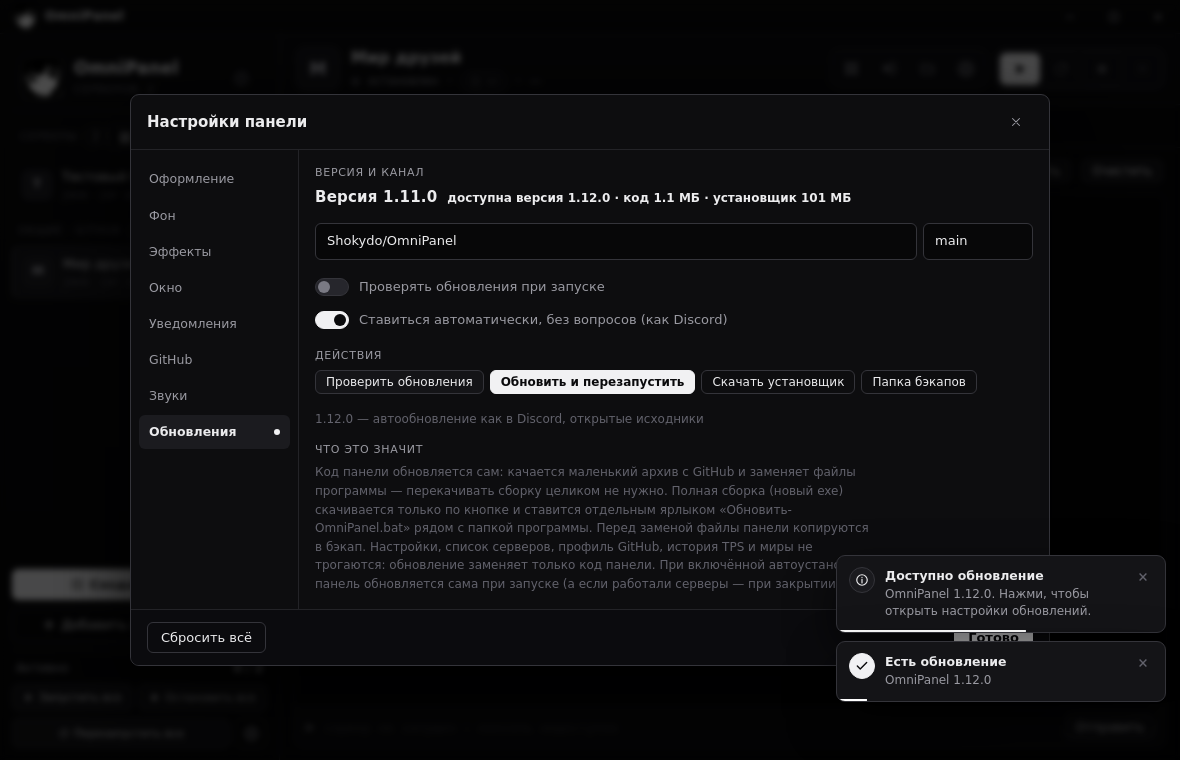 OmniPanel
OmniPanel
Мир друзей
Настройки панели
Оформление
Фон
Эффекты
Окно
Уведомления
GitHub
Звуки
Обновления
ВЕРСИЯ И КАНАЛ
Версия 1.11.0 доступна версия 1.12.0 · код 1.1 МБ · установщик 101 МБ
Shokydo/OmniPanel main
Проверять обновления при запуске
Ставиться автоматически, без вопросов (как Discord)
ДЕЙСТВИЯ
Проверить обновления Обновить и перезапустить Скачать установщик Папка бэкапов
1.12.0 — автообновление как в Discord, открытые исходники
ЧТО ЭТО ЗНАЧИТ
Код панели обновляется сам: качается маленький архив с GitHub и заменяет файлы
программы — перекачивать сборку целиком не нужно. Полная сборка (новый exe)
скачивается только по кнопке и ставится отдельным ярлыком «Обновить-
OmniPanel.bat» рядом с папкой программы. Перед заменой файлы панели копируются
в бэкап. Настройки, список серверов, профиль GitHub, история TPS и миры не
трогаются: обновление заменяет только код панели. При включённой автоустано
панель обновляется сама при запуске (а если работали серверы — при закрытии
Сбросить всё
Готово
Доступно обновление
OmniPanel 1.12.0. Нажми, чтобы
открыть настройки обновлений.
Есть обновление
OmniPanel 1.12.0